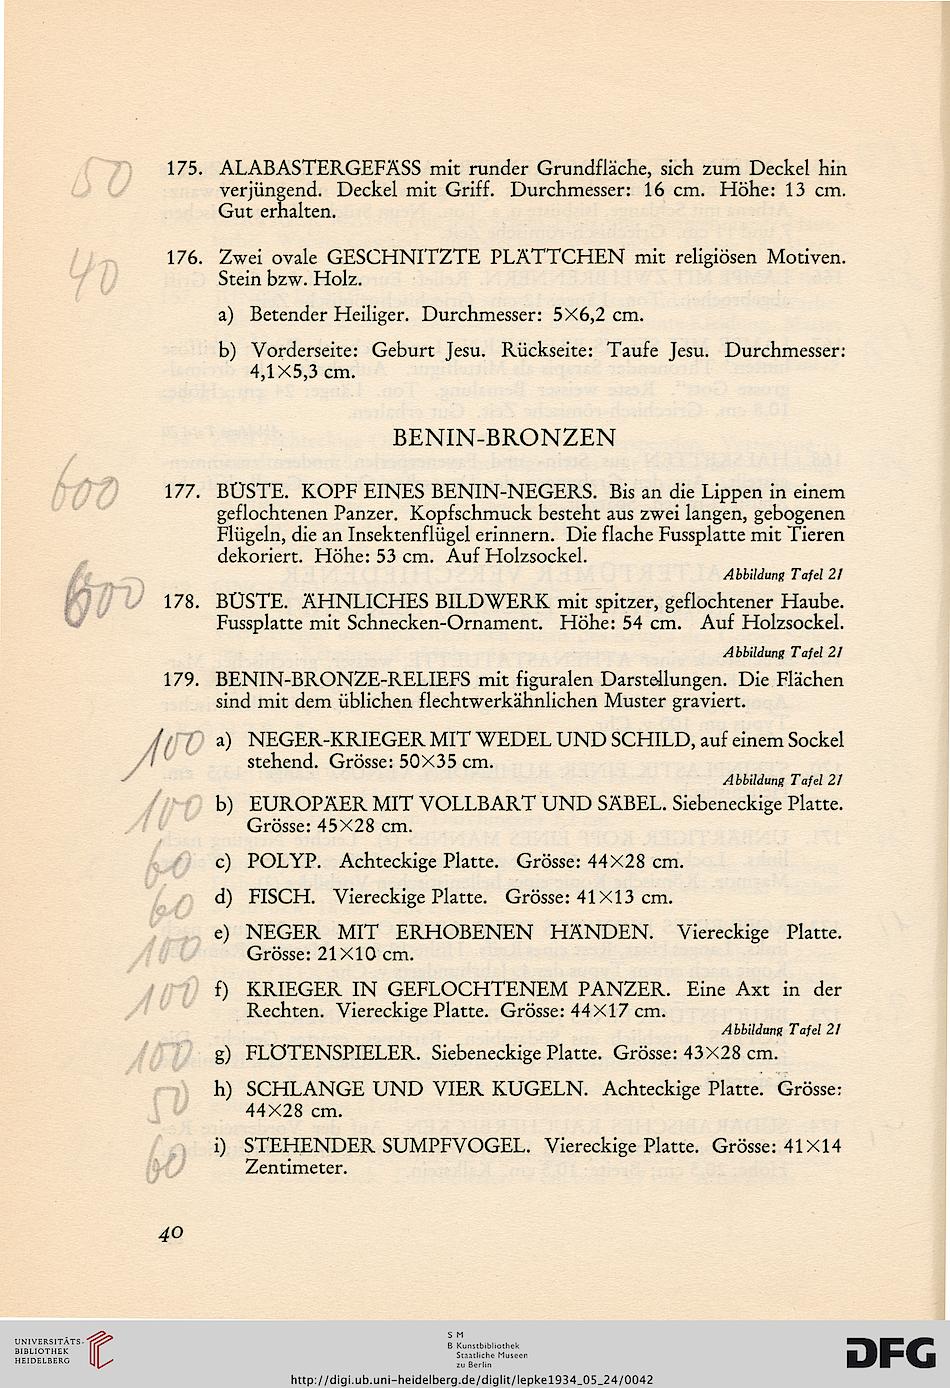 50
175. ALABASTERGEFÄSS mit runder Grundfläche, sich zum Deckel hin
verjüngend. Deckel mit Griff. Durchmesser: 16 cm. Höhe: 13 cm.
Gut erhalten.
40
176. Zwei ovale GESCHNITZTE PLÄTTCHEN mit religiösen Motiven.
Stein bzw. Holz.
a) Betender Heiliger. Durchmesser: 5×6,2 cm.
b) Vorderseite: Geburt Jesu. Rückseite: Taufe Jesu. Durchmesser:
4,1×5,3 cm.
BENIN-BRONZEN
600
177. BÜSTE. KOPF EINES BENIN-NEGERS. Bis an die Lippen in einem
geflochtenen Panzer. Kopfschmuck besteht aus zwei langen, gebogenen
Flügeln, die an Insektenflügel erinnern. Die flache Fussplatte mit Tieren
dekoriert. Höhe: 53 cm. Auf Holzsockel.
Abbildung Tafel 21
600
178. BÜSTE. ÄHNLICHES BILDWERK mit spitzer, geflochtener Haube.
Fussplatte mit Schnecken-Ornament. Höhe: 54 cm. Auf Holzsockel.
Abbildung Tafel 21
179. BENIN-BRONZE-RELIEFS mit figuralen Darstellungen. Die Flächen
sind mit dem üblichen flechtwerkähnlichen Muster graviert.
100
a) NEGER-KRIEGER MIT WEDEL UND SCHILD, auf einem Sockel
stehend. Grösse: 50×35 cm.
Abbildung Tafel 21
100
b) EUROPÄER MIT VOLLBART UND SÄBEL. Siebeneckige Platte.
Grösse: 45×28 cm.
60
c) POLYP. Achteckige Platte. Grösse: 44×28 cm.
60
d) FISCH. Viereckige Platte. Grösse: 41×13 cm.
100
e) NEGER MIT ERHOBENEN HÄNDEN. Viereckige Platte.
Grösse: 21×10 cm.
100
f) KRIEGER IN GEFLOCHTENEM PANZER. Eine Axt in der
Rechten. Viereckige Platte. Grösse: 44×17 cm.
Abbildung Tafel 21
100
g) FLÖTENSPIELER. Siebeneckige Platte. Grösse: 43×28 cm.
50
h) SCHLANGE UND VIER KUGELN. Achteckige Platte. Grösse:
44×28 cm.
60
i) STEHENDER SUMPFVOGEL. Viereckige Platte. Grösse: 41×14
Zentimeter.
40
UNIVERSITÄTS-
BIBLIOTHEK
HEIDELBERG
S M
B Kunstbibliothek
Staatliche Museen
zu Berlin
DFG
http://digi.ub.uni-heidelberg.de/diglit/lepke1934_05_24/0042